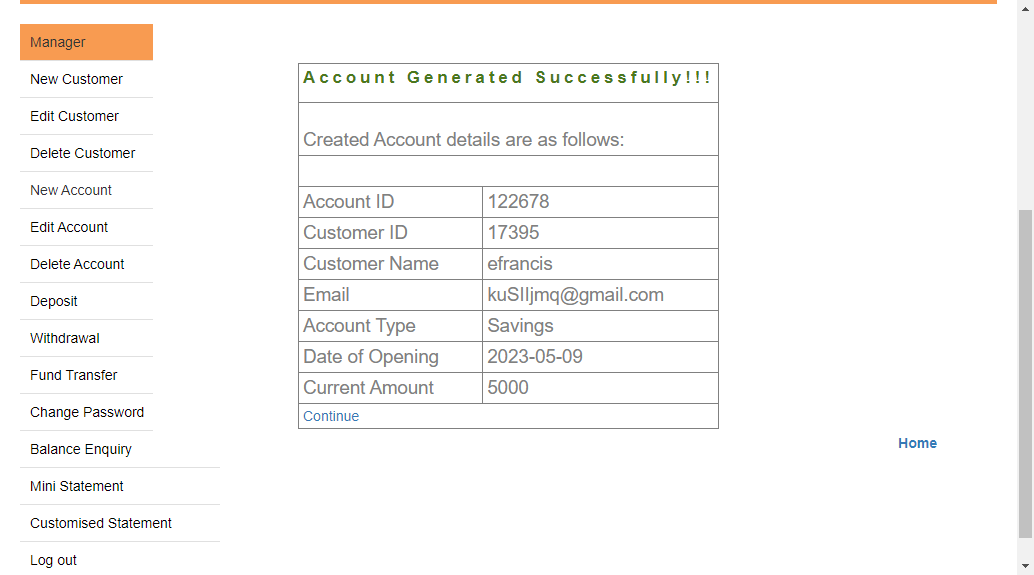 Manager
New Customer
Edit Customer
Delete Customer
New Account
Edit Account
Delete Account
Deposit
Withdrawal
Fund Transfer
Change Password
Balance Enquiry
Mini Statement
Customised Statement
Log out
Account Generated Successfully!!!
Created Account details are as follows:
Account ID 122678
Customer ID 17395
Customer Name efrancis
Email kuSIIjmq@gmail.com
Account Type Savings
Date of Opening 2023-05-09
Current Amount 5000
Continue
Home